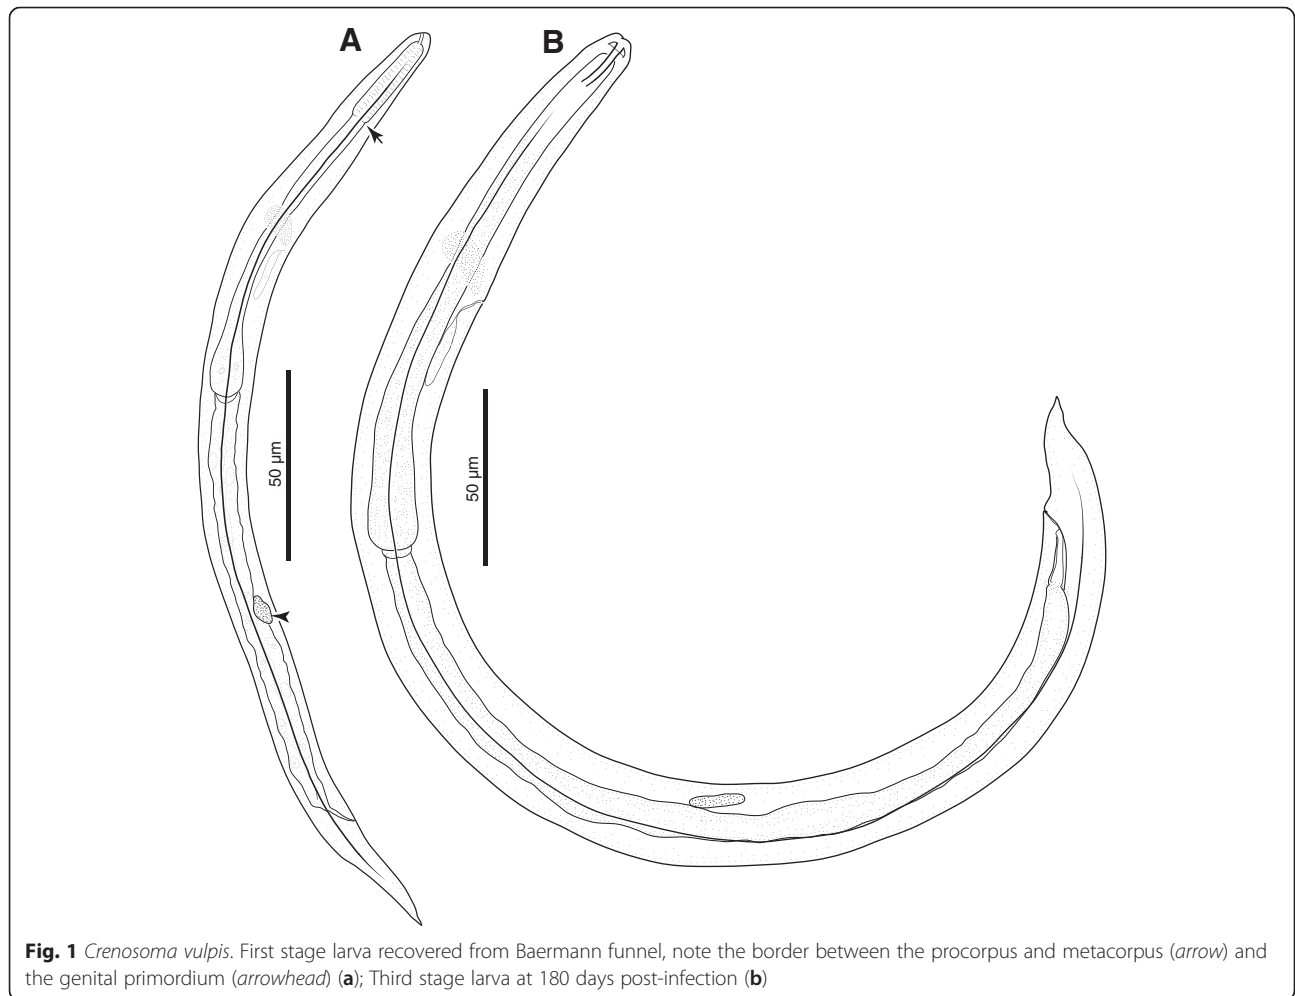 A
B
50 µm
50 µm
Fig. 1 Crenosoma vulpis. First stage larva recovered from Baermann funnel, note the border between the procorpus and metacorpus (arrow) and
the genital primordium (arrowhead) (a); Third stage larva at 180 days post-infection (b)